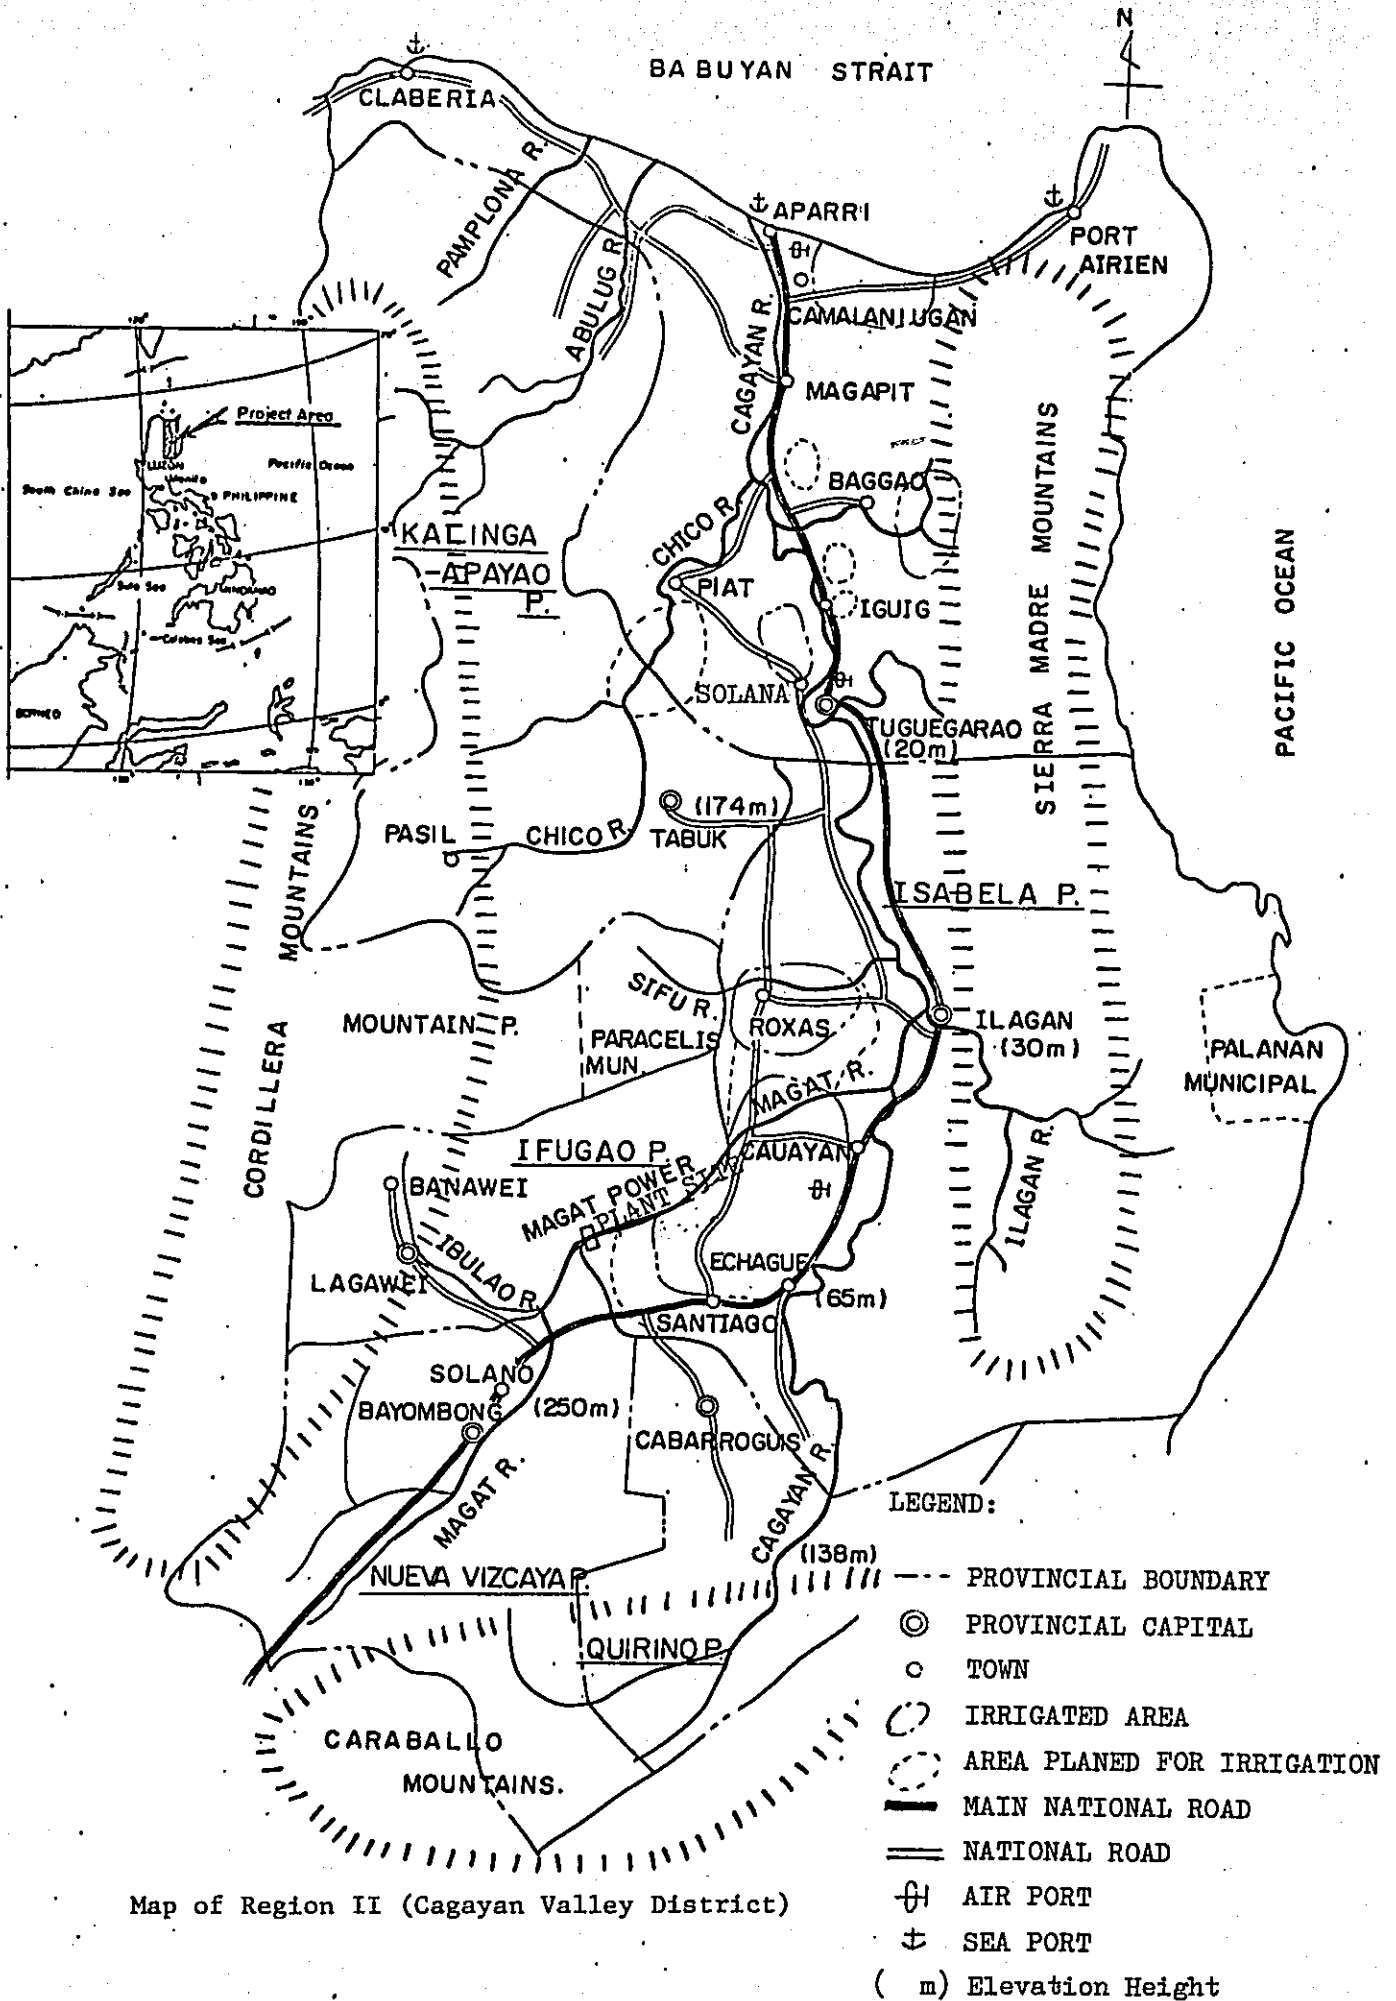 N
BABUYAN STRAIT
CLABERIA
PAMPLONA R.
APARRI
PORT
AIRIEN
ABULUG R.
CAGAYAN R.
CAMALANIUGAN
MAGAPIT
Project Area
LUZON
Manila
Pacific Ocean
South China Sea
PHILIPPINE
Sulu Sea
MINDANAO
Celebes Sea
BORNEO
BAGGAO
CHICO R.
KALINGA
-APAYAO
P.
PIAT
IGUIG
SIERRA MADRE MOUNTAINS
PACIFIC OCEAN
SOLANA
TUGUEGARAO
(20m)
(174m)
PASIL
CHICO R.
TABUK
CORDILLERA MOUNTAINS
ISABELA P.
SIFU R.
MOUNTAIN P.
PARACELIS
MUN.
ROXAS
ILAGAN
(30m)
PALANAN
MUNICIPAL
MAGAT R.
IFUGAO P.
CAUAYAN
ILAGAN R.
BANAWEI
MAGAT POWER
PLANT SITE
LAGAWEI
IBULAO R.
ECHAGUE
(65m)
SANTIAGO
SOLANO
BAYOMBONG
(250m)
CABARROGUIS
MAGAT R.
CAGAYAN R.
(138m)
NUEVA VIZCAYA P.
QUIRINO P.
CARABALLO
MOUNTAINS.
LEGEND:
PROVINCIAL BOUNDARY
PROVINCIAL CAPITAL
TOWN
IRRIGATED AREA
AREA PLANED FOR IRRIGATION
MAIN NATIONAL ROAD
NATIONAL ROAD
AIR PORT
SEA PORT
( m) Elevation Height
Map of Region II (Cagayan Valley District)